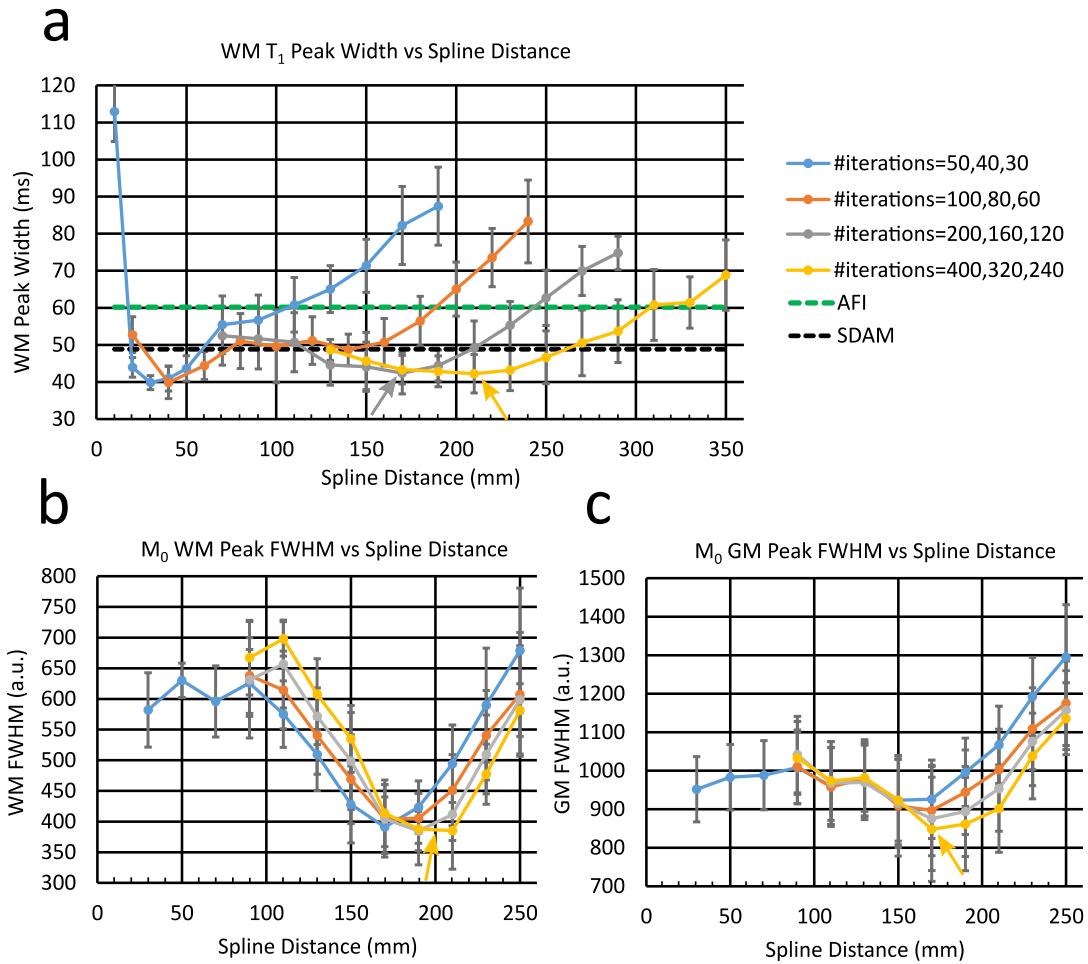 a
WM T1 Peak Width vs Spline Distance
WM Peak Width (ms)
120
110
100
90
80
70
60
50
40
30
0 50 100 150 200 250 300 350
Spline Distance (mm)
#iterations=50,40,30
#iterations=100,80,60
#iterations=200,160,120
#iterations=400,320,240
AFI
SDAM
b
M0 WM Peak FWHM vs Spline Distance
WM FWHM (a.u.)
800
750
700
650
600
550
500
450
400
350
300
0 50 100 150 200 250
Spline Distance (mm)
c
M0 GM Peak FWHM vs Spline Distance
GM FWHM (a.u.)
1500
1400
1300
1200
1100
1000
900
800
700
0 50 100 150 200 250
Spline Distance (mm)